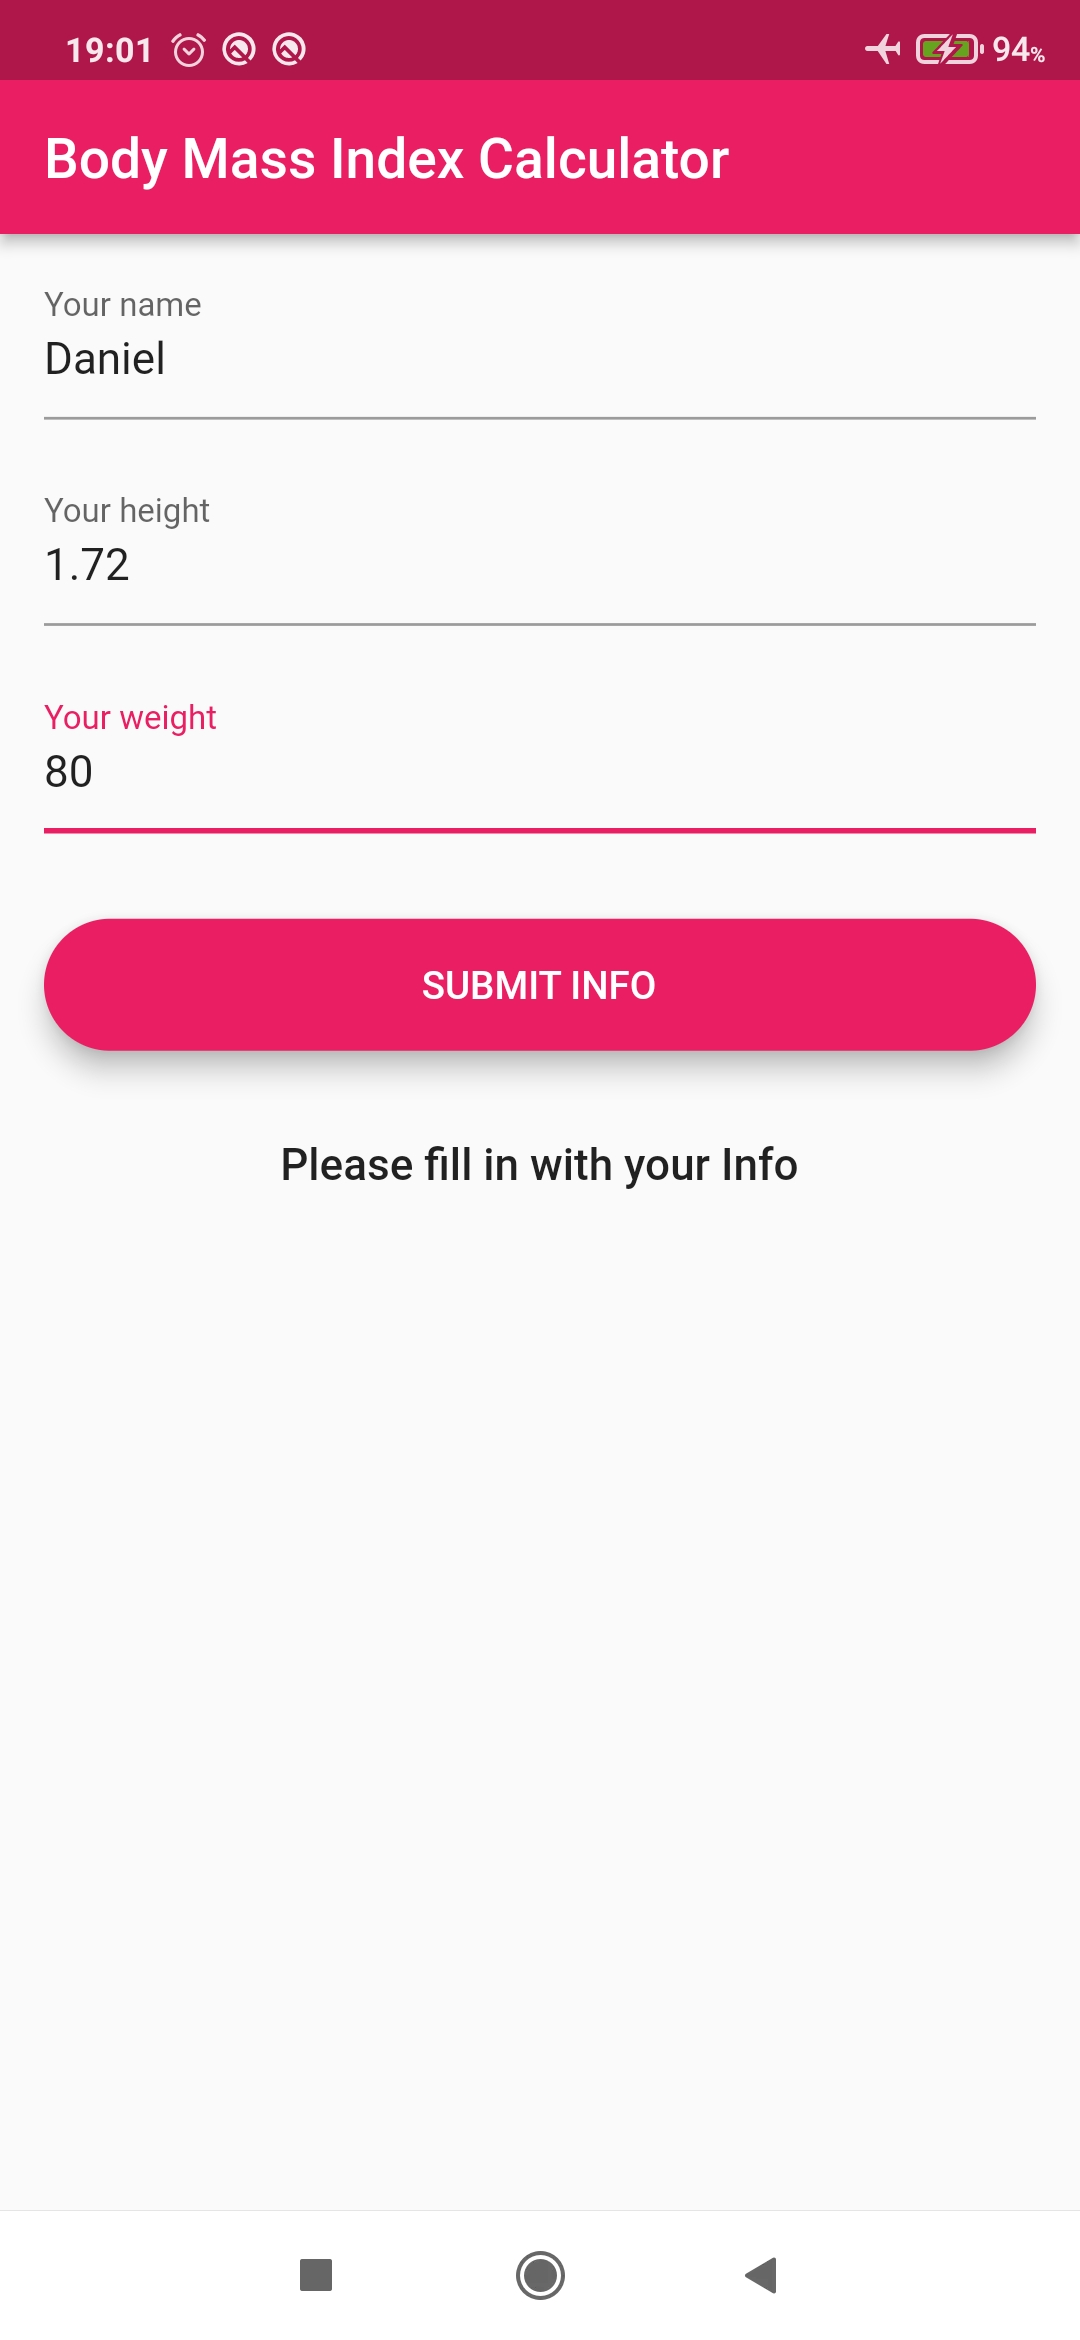 19:01 94%
Body Mass Index Calculator
Your name
Daniel
Your height
1.72
Your weight
80
SUBMIT INFO
Please fill in with your Info